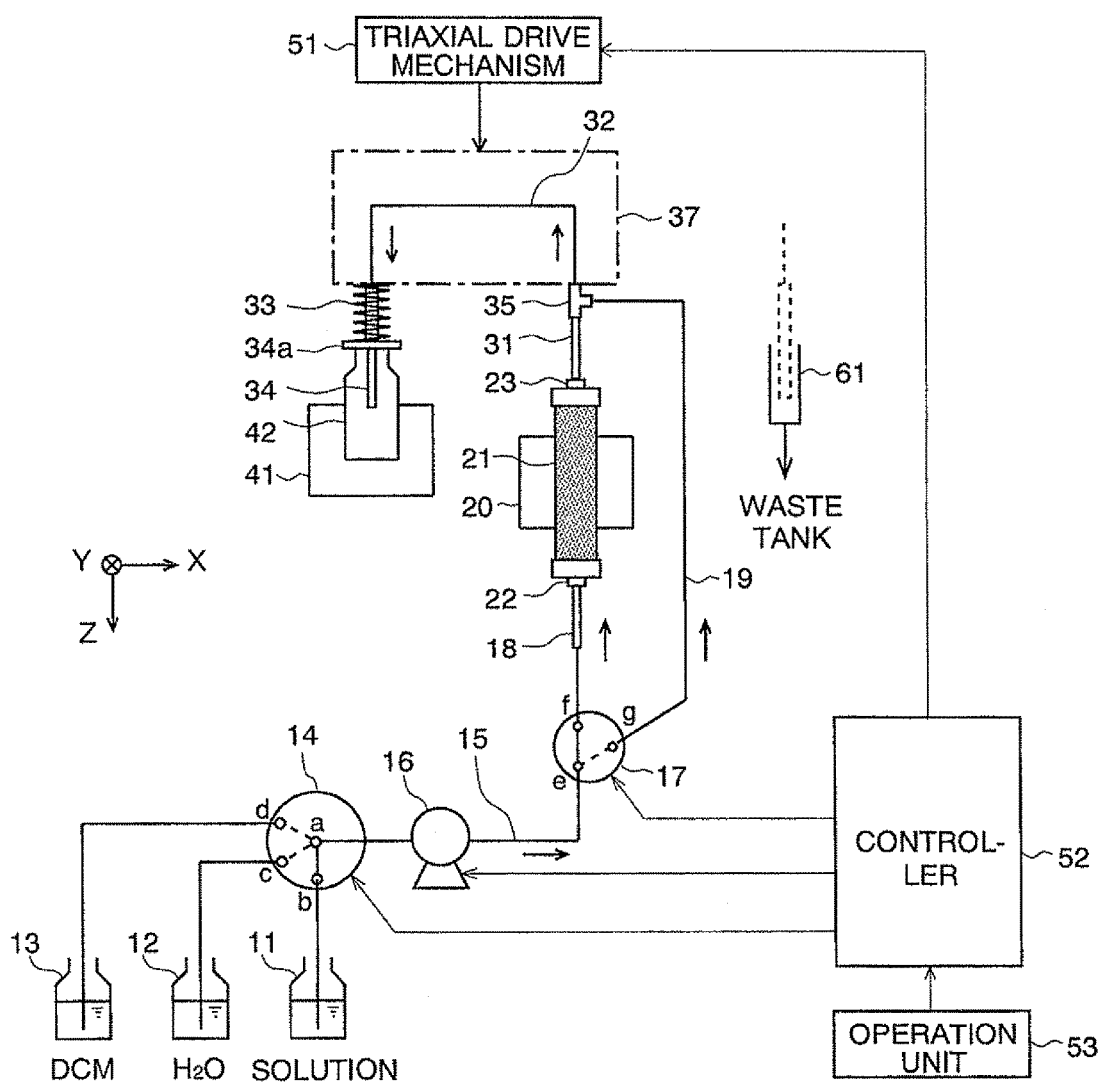 51
TRIAXIAL DRIVE
MECHANISM
32
37
33
35
34a
31
23
34
61
42
21
41
20
WASTE
TANK
Y
X
22
19
Z
18
f
g
14
15
17
16
e
d
a
CONTROL-
LER
52
c
b
13
12
11
OPERATION
UNIT
53
DCM
H2O
SOLUTION